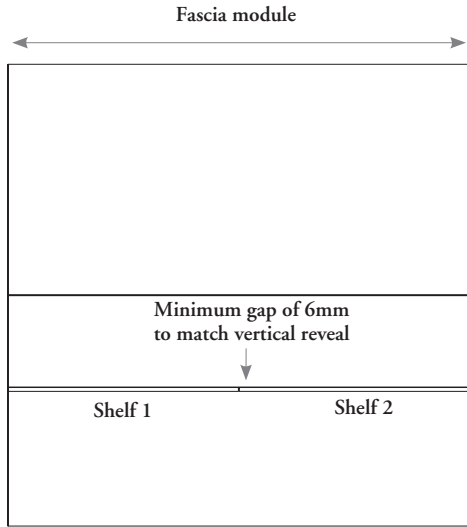 Fascia module
Minimum gap of 6mm
to match vertical reveal
Shelf 1
Shelf 2